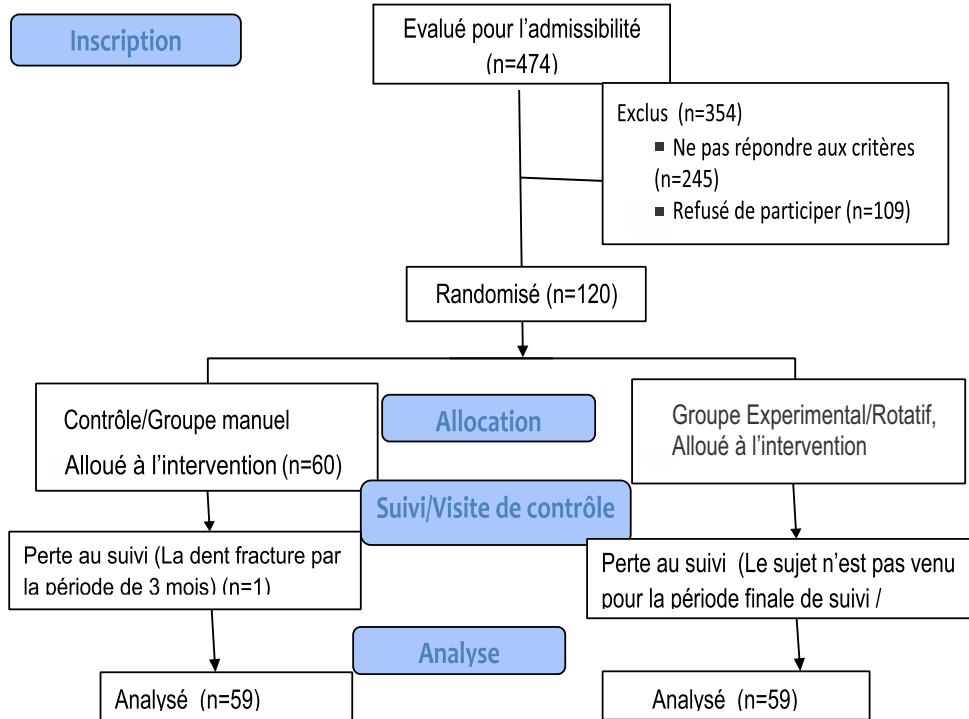 Inscription
Evalué pour l’admissibilité
(n=474)
Exclus (n=354)
▪ Ne pas répondre aux critères
(n=245)
▪ Refusé de participer (n=109)
Randomisé (n=120)
Contrôle/Groupe manuel
Alloué à l’intervention (n=60)
Allocation
Groupe Experimental/Rotatif,
Alloué à l’intervention
Suivi/Visite de contrôle
Perte au suivi (La dent fracture par
la période de 3 mois) (n=1)
Perte au suivi (Le sujet n’est pas venu
pour la période finale de suivi /
Analyse
Analysé (n=59)
Analysé (n=59)